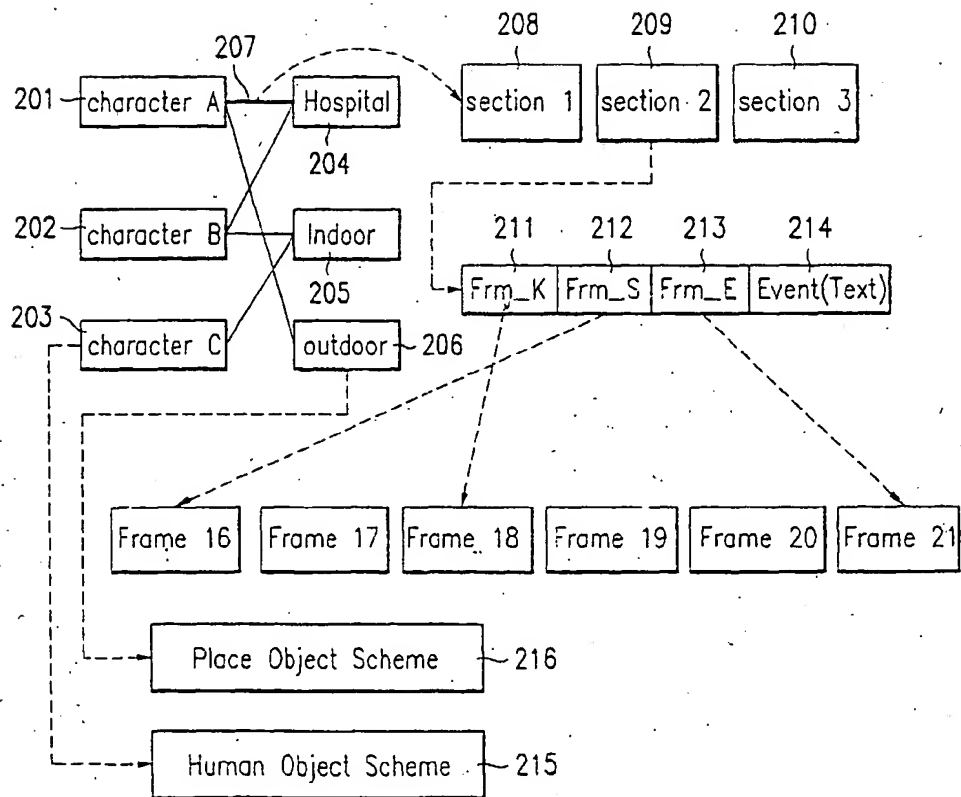 208 209 210
207
201 character A Hospital section 1 section 2 section 3
204
202 character B Indoor 211 212 213 214
205 Frm_K Frm_S Frm_E Event(Text)
203
character C outdoor 206
Frame 16 Frame 17 Frame 18 Frame 19 Frame 20 Frame 21
Place Object Scheme 216
Human Object Scheme 215